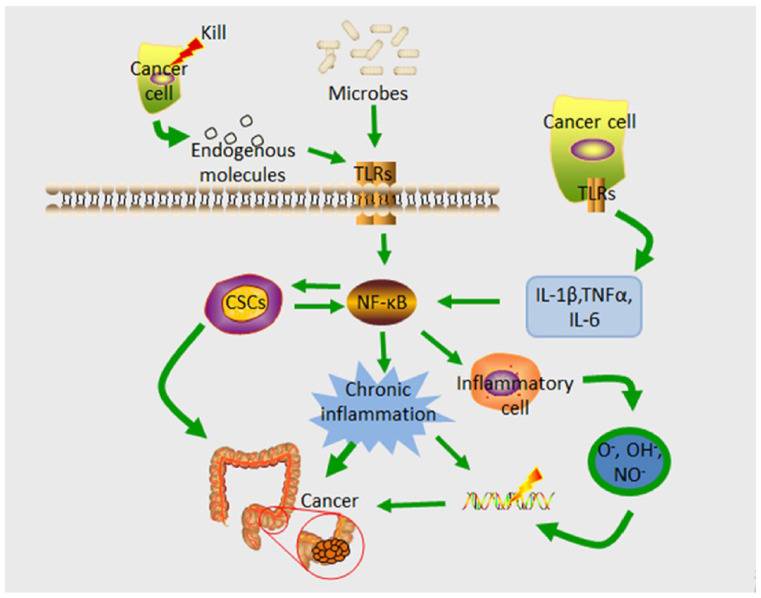 Kill
Cancer
cell
Microbes
Endogenous
molecules
TLRs
Cancer cell
TLRs
CSCs
NF-κB
IL-1β,TNFα,
IL-6
Chronic
inflammation
Inflammatory
cell
O⁻, OH⁻,
NO⁻
Cancer